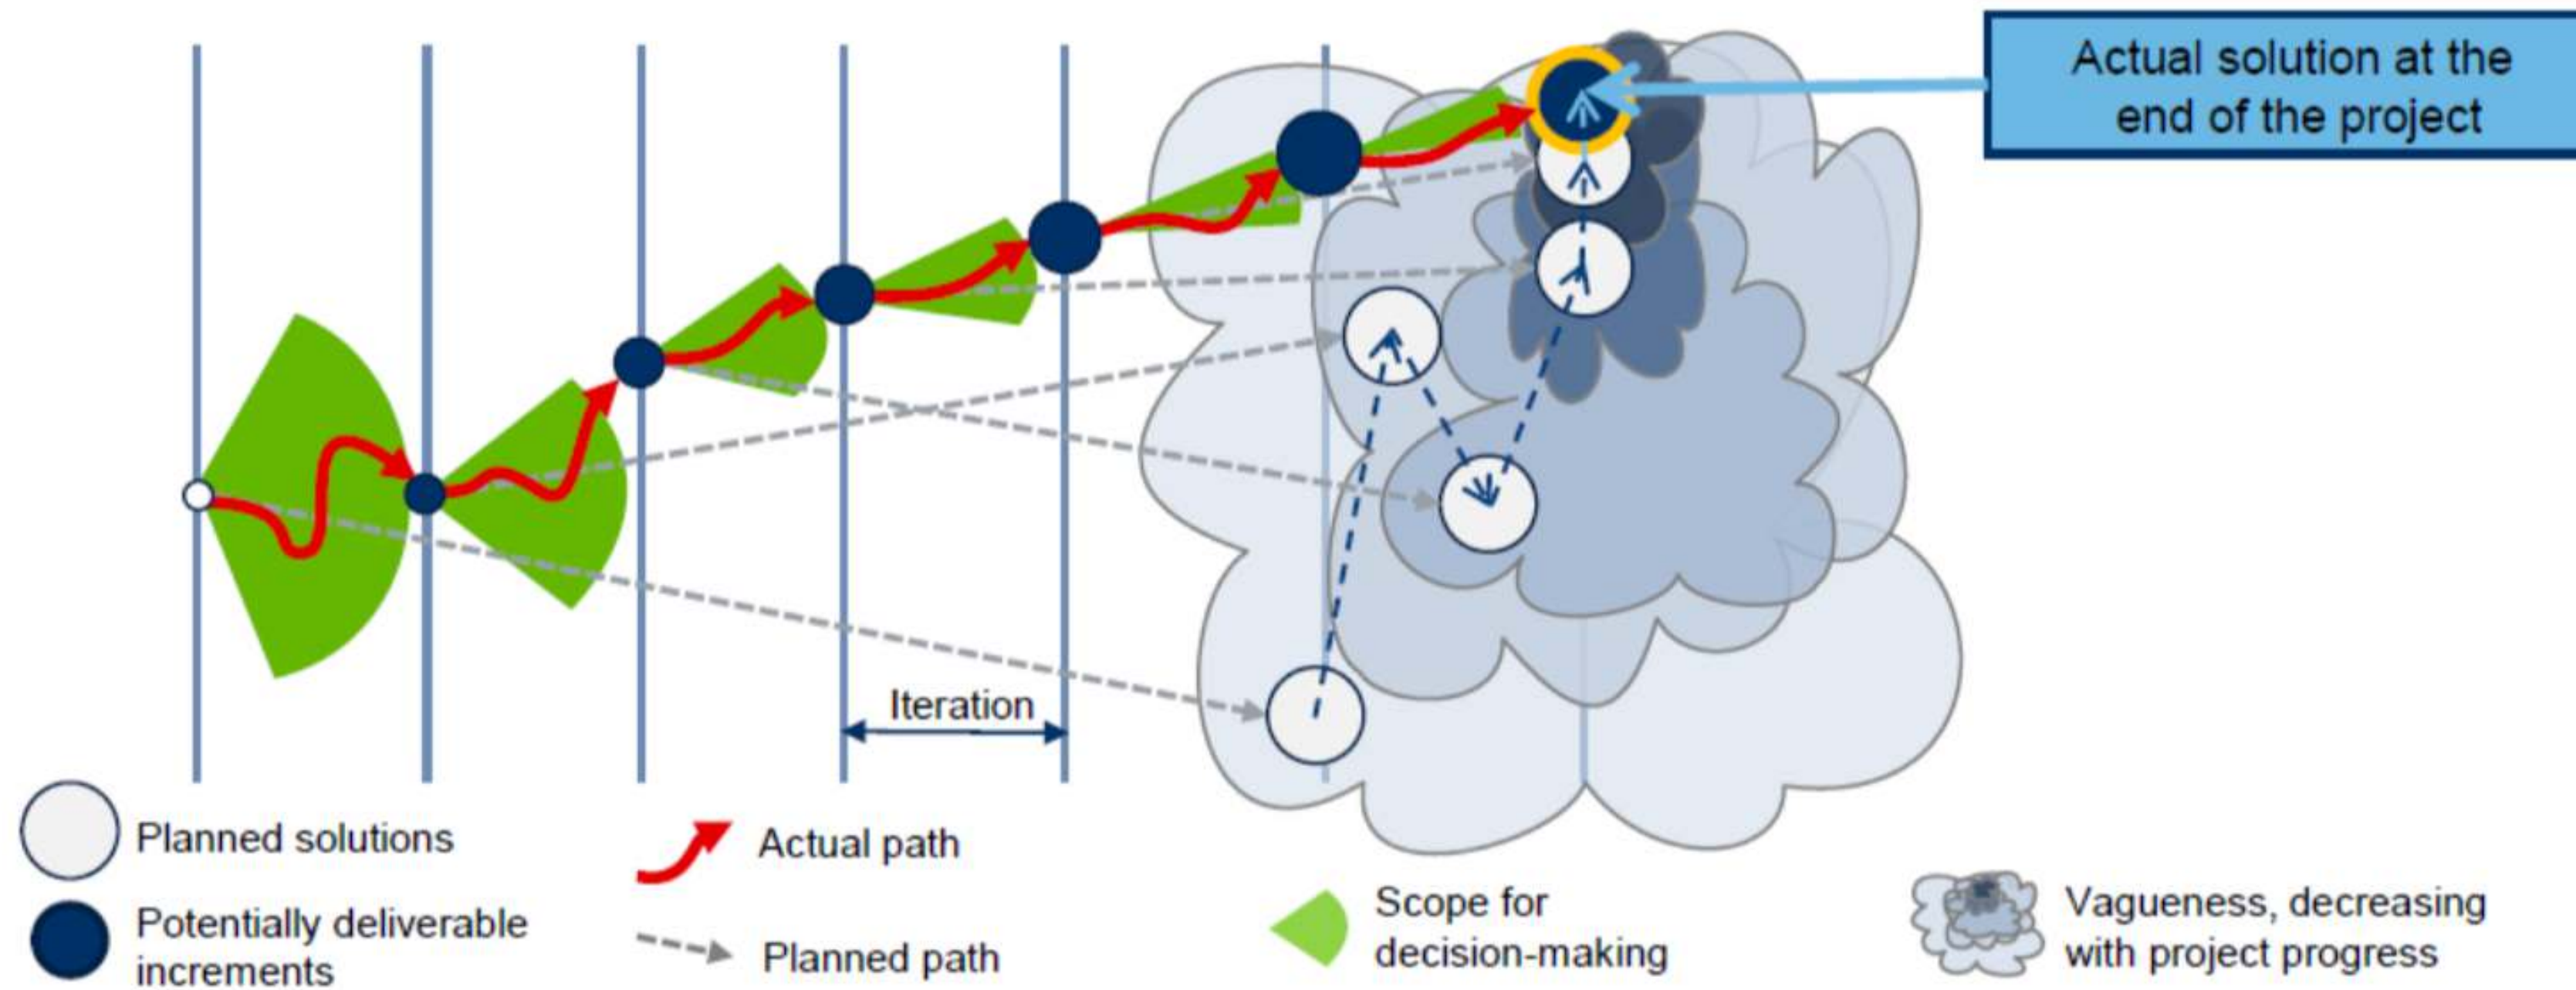 Actual solution at the
end of the project
Iteration
Planned solutions
Potentially deliverable
increments
Actual path
Planned path
Scope for
decision-making
Vagueness, decreasing
with project progress